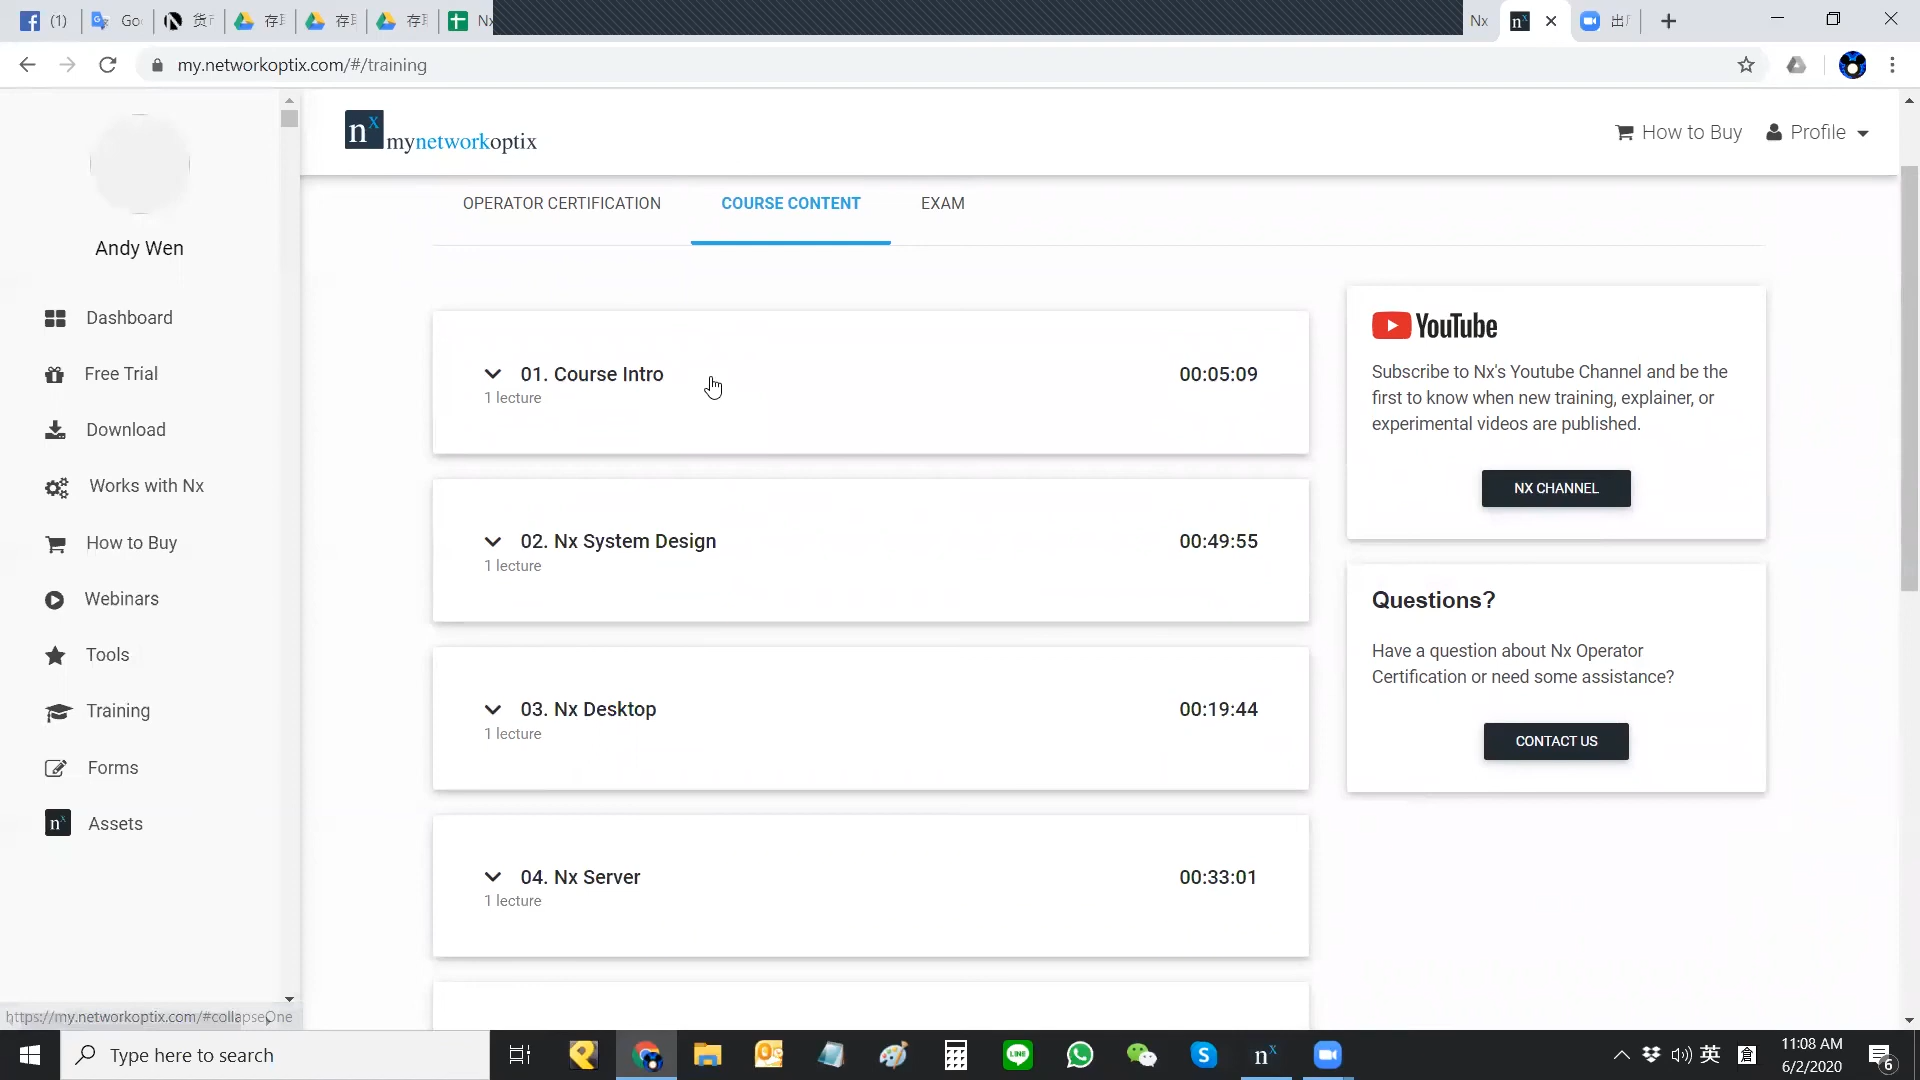 (1)
Nx
my.networkoptix.com/#/training
nx mynetworkoptix
How to Buy
Profile
Andy Wen
Dashboard
Free Trial
Download
Works with Nx
How to Buy
Webinars
Tools
Training
Forms
Assets
OPERATOR CERTIFICATION
COURSE CONTENT
EXAM
01. Course Intro
00:05:09
1 lecture
02. Nx System Design
00:49:55
1 lecture
03. Nx Desktop
00:19:44
1 lecture
04. Nx Server
00:33:01
1 lecture
YouTube
Subscribe to Nx's Youtube Channel and be the
first to know when new training, explainer, or
experimental videos are published.
NX CHANNEL
Questions?
Have a question about Nx Operator
Certification or need some assistance?
CONTACT US
https://my.networkoptix.com/#collapseOne
Type here to search
LINE
英
倉
11:08 AM
6/2/2020
6